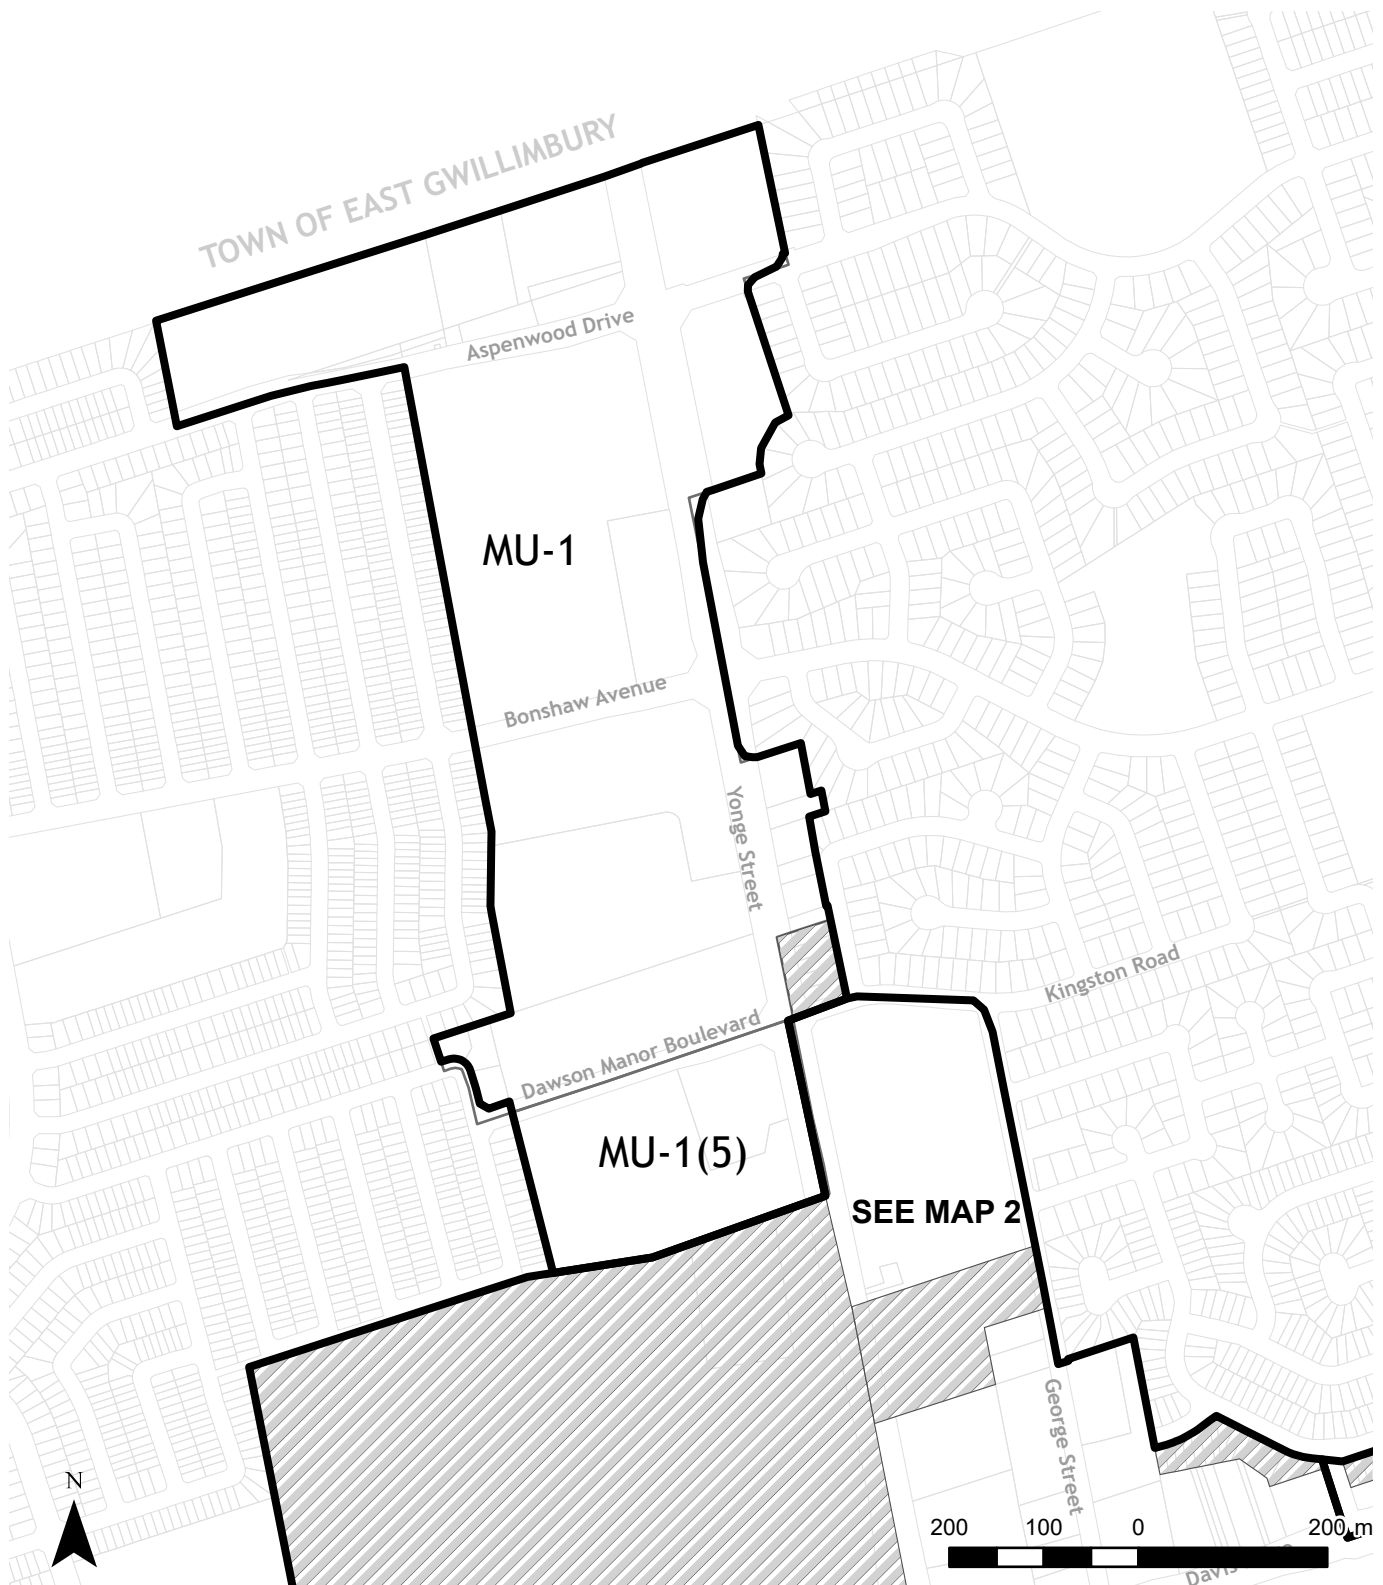 TOWN OF EAST GWILLIMBURY
Aspenwood Drive
MU-1
Bonshaw Avenue
Yonge Street
Kingston Road
Dawson Manor Boulevard
MU-1(5)
SEE MAP 2
George Street
N
200 100 0 200 m